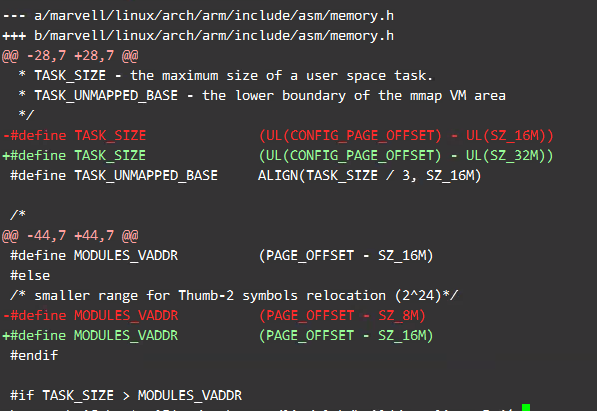 --- a/marvell/linux/arch/arm/include/asm/memory.h
+++ b/marvell/linux/arch/arm/include/asm/memory.h
@@ -28,7 +28,7 @@
  * TASK_SIZE - the maximum size of a user space task.
  * TASK_UNMAPPED_BASE - the lower boundary of the mmap VM area
  */
-#define TASK_SIZE              (UL(CONFIG_PAGE_OFFSET) - UL(SZ_16M))
+#define TASK_SIZE              (UL(CONFIG_PAGE_OFFSET) - UL(SZ_32M))
 #define TASK_UNMAPPED_BASE     ALIGN(TASK_SIZE / 3, SZ_16M)
 /*
@@ -44,7 +44,7 @@
 #define MODULES_VADDR          (PAGE_OFFSET - SZ_16M)
 #else
 /* smaller range for Thumb-2 symbols relocation (2^24)*/
-#define MODULES_VADDR          (PAGE_OFFSET - SZ_8M)
+#define MODULES_VADDR          (PAGE_OFFSET - SZ_16M)
 #endif
 #if TASK_SIZE > MODULES_VADDR